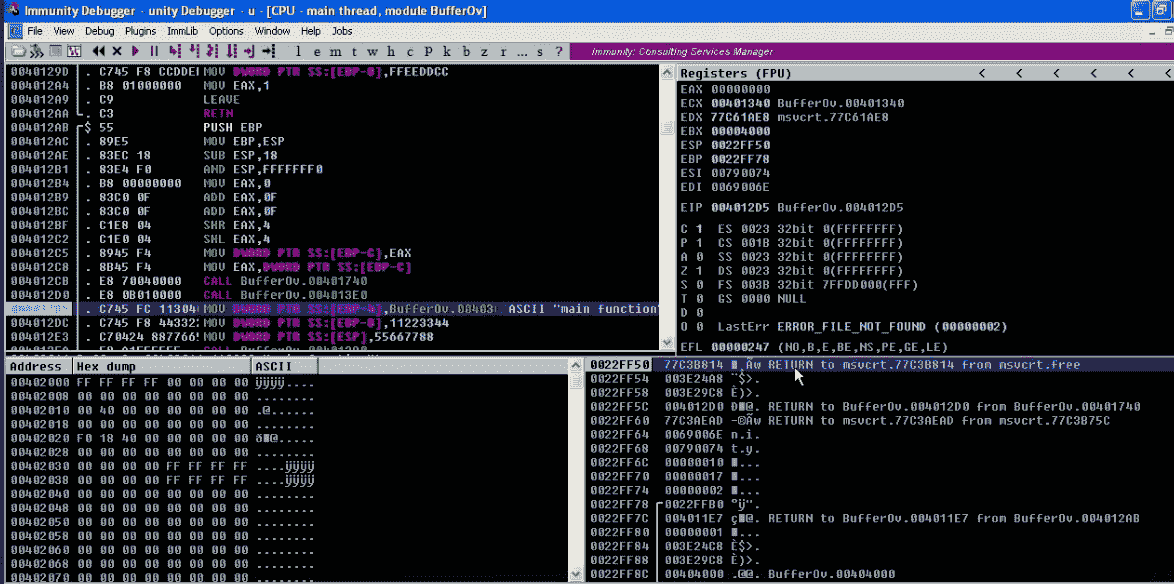 Immunity Debugger - unity Debugger - u - [CPU - main thread, module BufferOv]
File View Debug Plugins ImmLib Options Window Help Jobs
l e m t w h c P k b z r ... s ? Immunity: Consulting Services Manager
0040129D . C745 F8 CCDDEI MOV DWORD PTR SS:[EBP-8],FFEEDDCC
004012A4 . B8 01000000 MOV EAX,1
004012A9 . C9 LEAVE
004012AA . C3 RETN
004012AB $ 55 PUSH EBP
004012AC . 89E5 MOV EBP,ESP
004012AE . 83EC 18 SUB ESP,18
004012B1 . 83E4 F0 AND ESP,FFFFFFF0
004012B4 . B8 00000000 MOV EAX,0
004012B9 . 83C0 0F ADD EAX,0F
004012BC . 83C0 0F ADD EAX,0F
004012BF . C1E8 04 SHR EAX,4
004012C2 . C1E0 04 SHL EAX,4
004012C5 . 8945 F4 MOV DWORD PTR SS:[EBP-C],EAX
004012C8 . 8B45 F4 MOV EAX,DWORD PTR SS:[EBP-C]
004012CB . E8 70040000 CALL BufferOv.00401740
004012D0 . E8 0B010000 CALL BufferOv.004013E0
. C745 FC 11304 MOV DWORD PTR SS:[EBP-4],BufferOv.00403 ASCII "main function"
004012DC . C745 F8 44332 MOV DWORD PTR SS:[EBP-8],11223344
004012E3 . C70424 887766 MOV DWORD PTR SS:[ESP],55667788
Registers (FPU) < < < < < <
EAX 00000000
ECX 00401340 BufferOv.00401340
EDX 77C61AE8 msvcrt.77C61AE8
EBX 00004000
ESP 0022FF50
EBP 0022FF78
ESI 00790074
EDI 0069006E
EIP 004012D5 BufferOv.004012D5
C 1 ES 0023 32bit 0(FFFFFFFF)
P 1 CS 001B 32bit 0(FFFFFFFF)
A 0 SS 0023 32bit 0(FFFFFFFF)
Z 1 DS 0023 32bit 0(FFFFFFFF)
S 0 FS 003B 32bit 7FFDD000(FFF)
T 0 GS 0000 NULL
D 0
O 0 LastErr ERROR_FILE_NOT_FOUND (00000002)
EFL 00000247 (NO,B,E,BE,NS,PE,GE,LE)
Address Hex dump ASCII
00402000 FF FF FF FF 00 00 00 00 ÿÿÿÿ....
00402008 00 00 00 00 00 00 00 00 ........
00402010 00 40 00 00 00 00 00 00 .@......
00402018 00 00 00 00 00 00 00 00 ........
00402020 F0 18 40 00 00 00 00 00
00402028 00 00 00 00 00 00 00 00 ........
00402030 00 00 00 00 FF FF FF FF ....ÿÿÿÿ
00402038 00 00 00 00 FF FF FF FF ....ÿÿÿÿ
00402040 00 00 00 00 00 00 00 00 ........
00402048 00 00 00 00 00 00 00 00 ........
00402050 00 00 00 00 00 00 00 00 ........
00402058 00 00 00 00 00 00 00 00 ........
00402060 00 00 00 00 00 00 00 00 ........
00402068 00 00 00 00 00 00 00 00 ........
00402070 00 00 00 00 00 00 00 00 ........
0022FF50 77C3B814 RETURN to msvcrt.77C3B814 from msvcrt.free
0022FF54 003E24A8 ¨$>.
0022FF58 003E29C8 È)>.
0022FF5C 004012D0 RETURN to BufferOv.004012D0 from BufferOv.00401740
0022FF60 77C3AEAD RETURN to msvcrt.77C3AEAD from msvcrt.77C3B75C
0022FF64 0069006E n.i.
0022FF68 00790074 t.y.
0022FF6C 00000010
0022FF70 00000017
0022FF74 00000002
0022FF78 0022FFB0 °ÿ".
0022FF7C 004011E7 RETURN to BufferOv.004011E7 from BufferOv.004012AB
0022FF80 00000001
0022FF84 003E24C8 È$>.
0022FF88 003E29C8 È)>.
0022FF8C 00404000 .@@. BufferOv.00404000